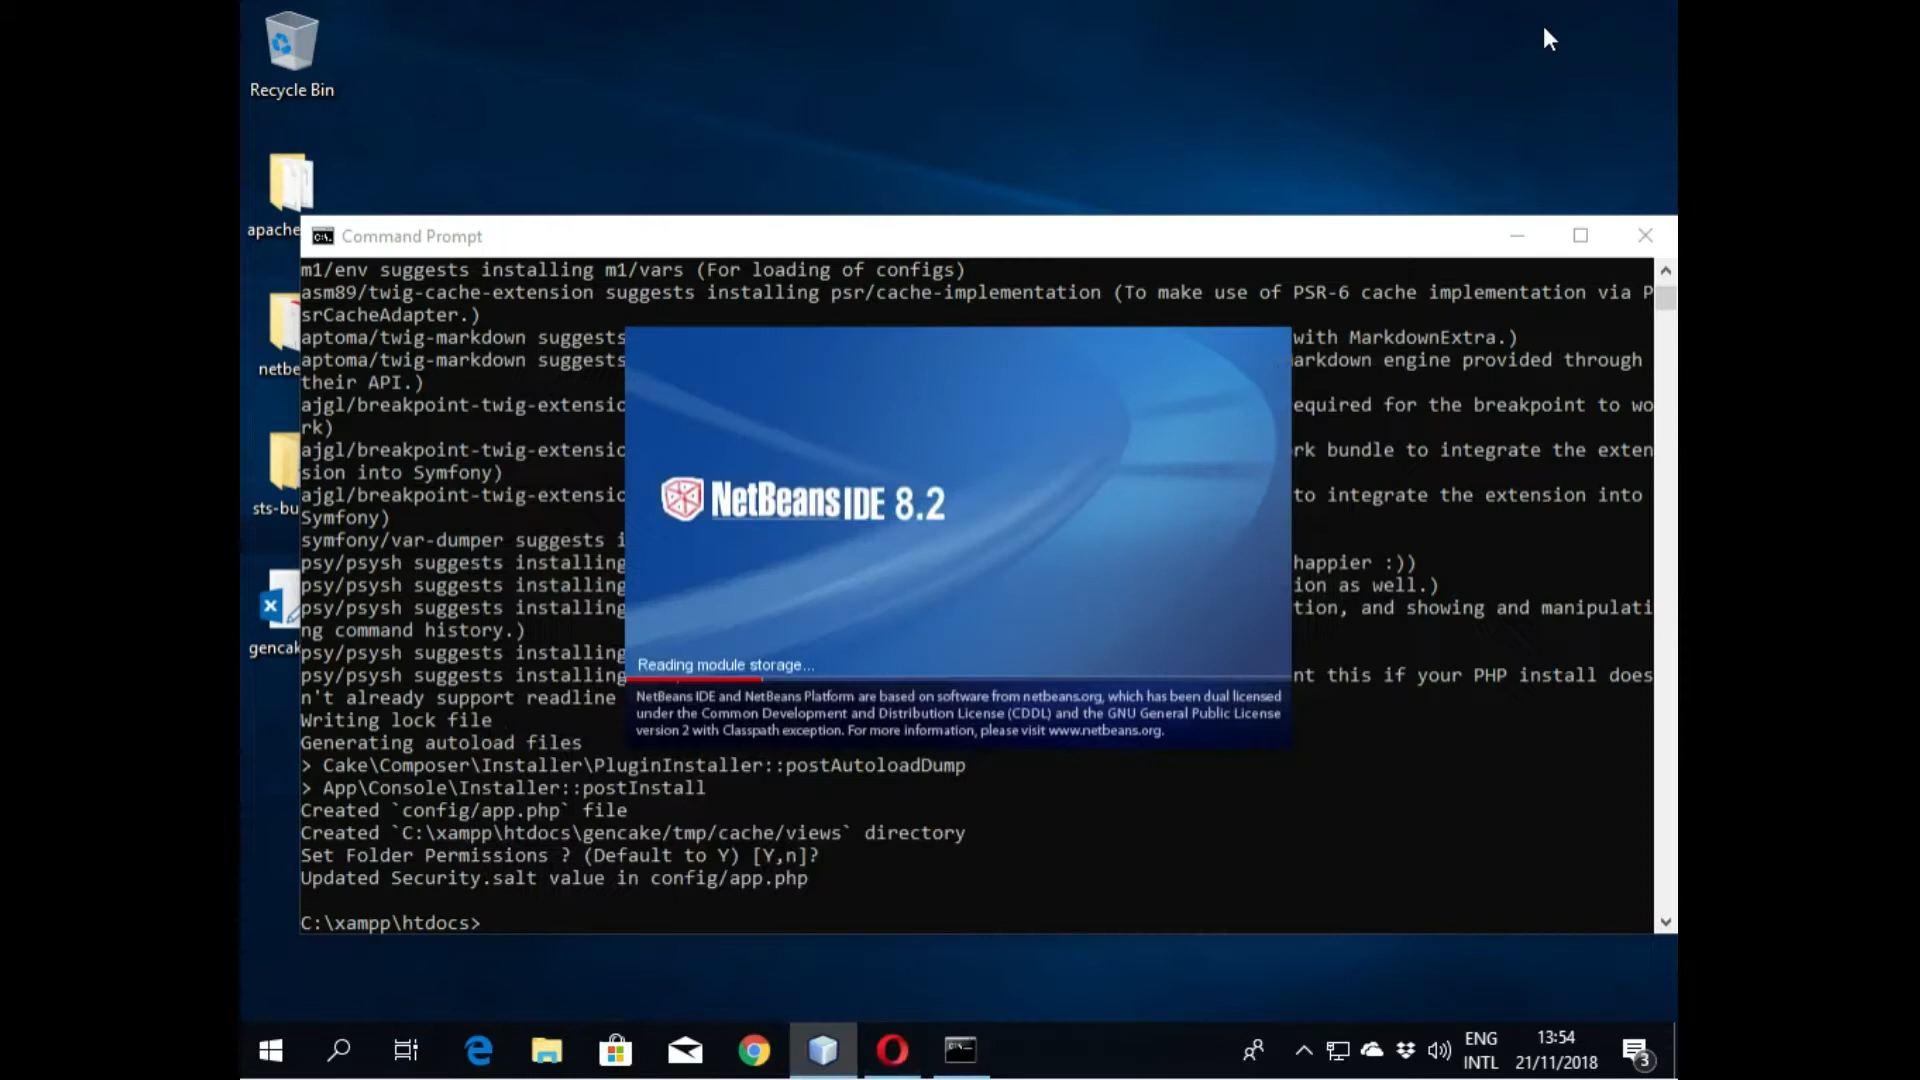 Recycle Bin
apache
netbe
sts-bu
gencak
Command Prompt
m1/env suggests installing m1/vars (For loading of configs)
asm89/twig-cache-extension suggests installing psr/cache-implementation (To make use of PSR-6 cache implementation via P
srCacheAdapter.)
aptoma/twig-markdown suggests with MarkdownExtra.)
aptoma/twig-markdown suggests arkdown engine provided through
their API.)
ajgl/breakpoint-twig-extensio equired for the breakpoint to wo
rk)
ajgl/breakpoint-twig-extensio rk bundle to integrate the exten
sion into Symfony)
ajgl/breakpoint-twig-extensio to integrate the extension into
Symfony)
symfony/var-dumper suggests i
psy/psysh suggests installing happier :))
psy/psysh suggests installing ion as well.)
psy/psysh suggests installing tion, and showing and manipulati
ng command history.)
psy/psysh suggests installing
psy/psysh suggests installing nt this if your PHP install does
n't already support readline
Writing lock file
Generating autoload files
> Cake\Composer\Installer\PluginInstaller::postAutoloadDump
> App\Console\Installer::postInstall
Created `config/app.php` file
Created `C:\xampp\htdocs\gencake/tmp/cache/views` directory
Set Folder Permissions ? (Default to Y) [Y,n]?
Updated Security.salt value in config/app.php
C:\xampp\htdocs>
NetBeans IDE 8.2
Reading module storage...
NetBeans IDE and NetBeans Platform are based on software from netbeans.org, which has been dual licensed
under the Common Development and Distribution License (CDDL) and the GNU General Public License
version 2 with Classpath exception. For more information, please visit www.netbeans.org.
ENG
INTL
13:54
21/11/2018
3